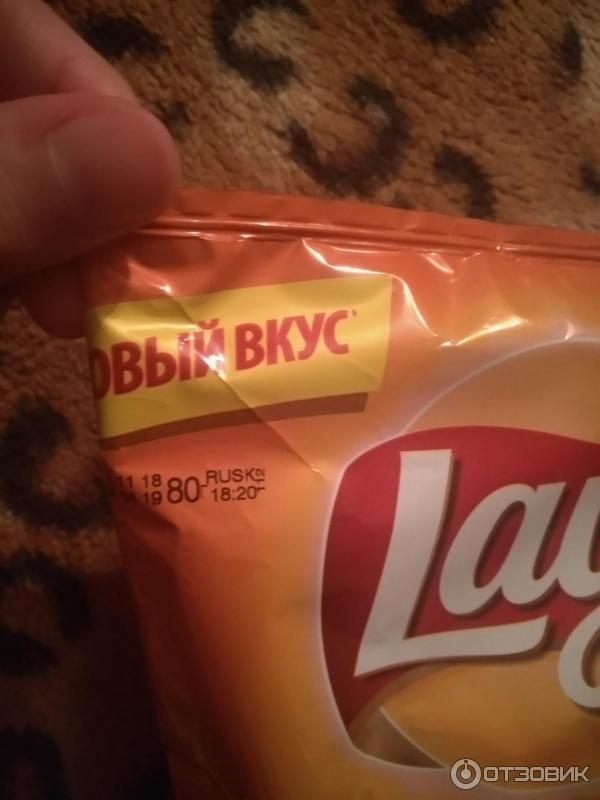 ОВЫЙ ВКУС
11 18 80 RUSK
19 18:20
Lay
ОТЗОВИК